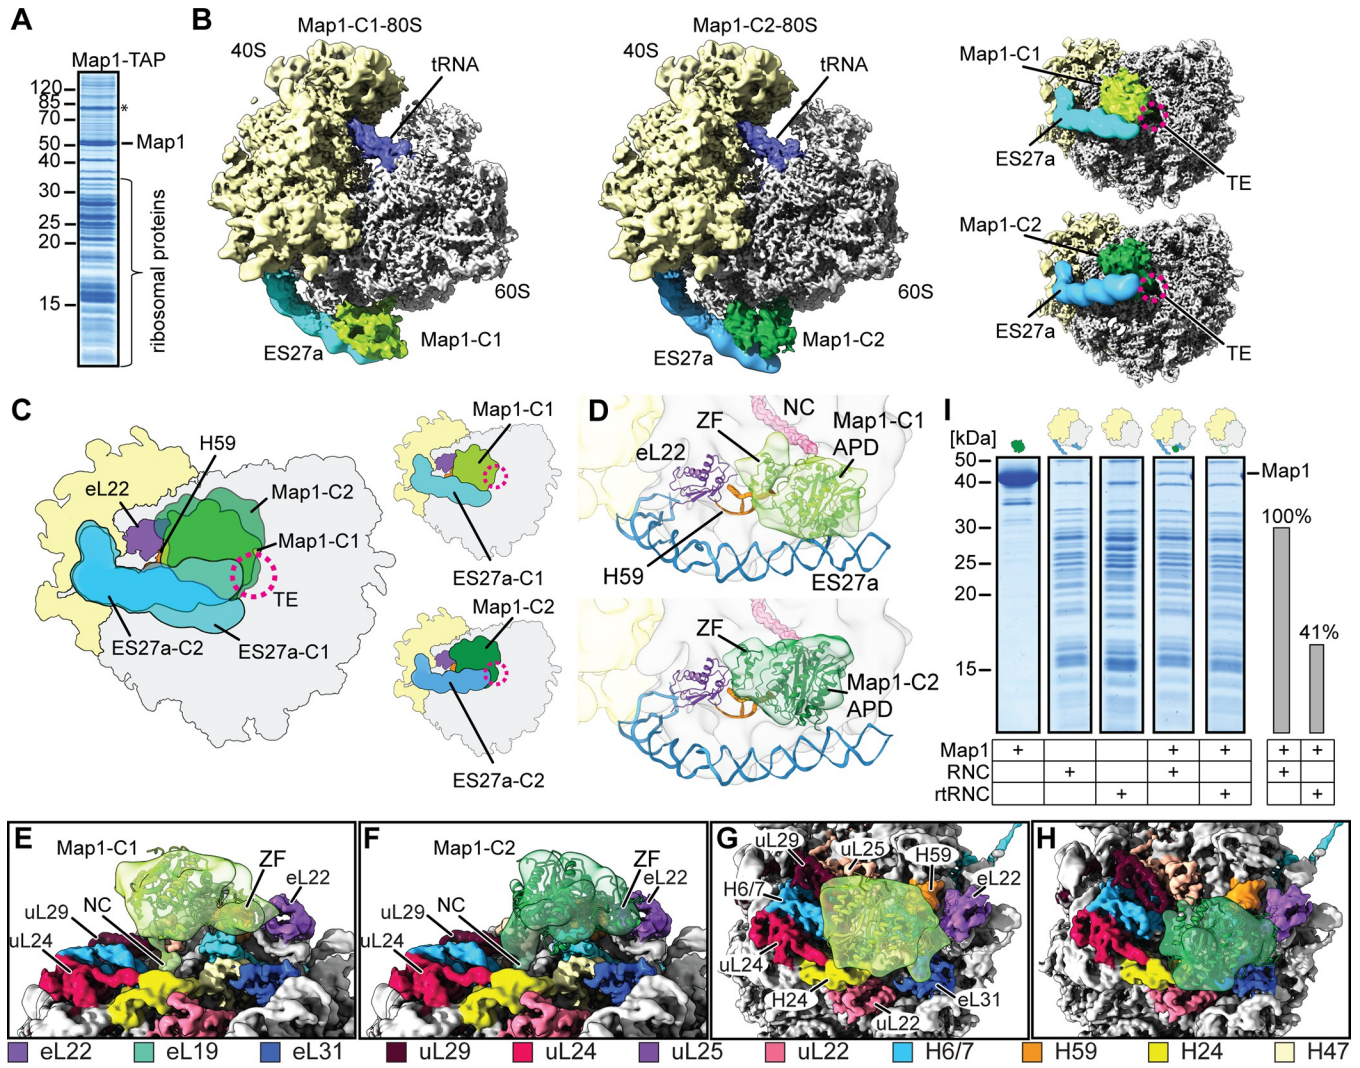 A
Map1-TAP
120
85
*
70
50
Map1
40
30
25
20
15
ribosomal proteins
B
Map1-C1-80S
40S
tRNA
60S
ES27a
Map1-C1
Map1-C2-80S
40S
tRNA
60S
ES27a
Map1-C2
Map1-C1
ES27a
TE
Map1-C2
ES27a
TE
C
H59
eL22
Map1-C2
Map1-C1
TE
ES27a-C2
ES27a-C1
Map1-C1
ES27a-C1
Map1-C2
ES27a-C2
D
NC
ZF
Map1-C1
APD
eL22
H59
ES27a
ZF
Map1-C2
APD
I
[kDa]
50
40
30
25
20
15
Map1
100%
41%
Map1 + + + + +
RNC + + +
rtRNC + + +
E
Map1-C1
ZF
eL22
NC
uL29
uL24
F
Map1-C2
ZF
eL22
NC
uL29
uL24
G
uL29
uL25
H59
H6/7
eL22
uL24
H24
eL31
uL22
H
eL22 eL19 eL31 uL29 uL24 uL25 uL22 H6/7 H59 H24 H47